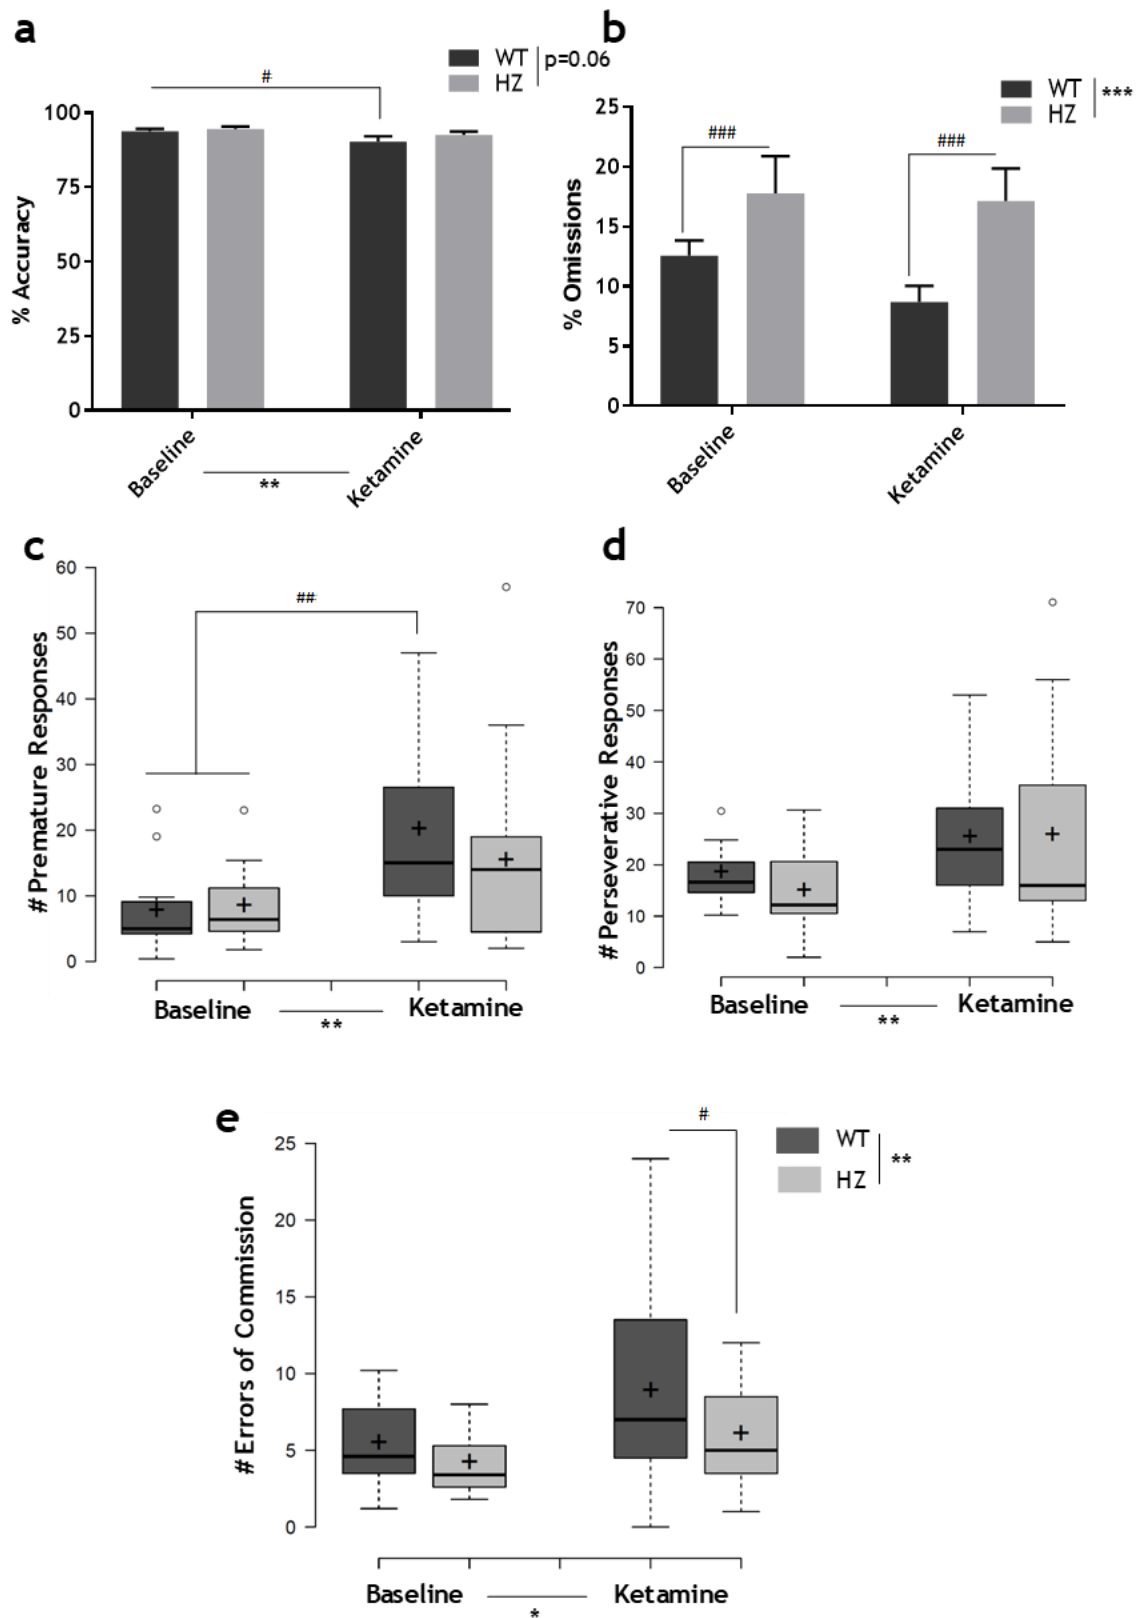 a
WT
HZ
p=0.06
#
100
75
50
25
0
% Accuracy
Baseline
Ketamine
**
b
WT
HZ
***
###
###
25
20
15
10
5
0
% Omissions
Baseline
Ketamine
c
60
50
40
30
20
10
0
# Premature Responses
##
Baseline
Ketamine
**
d
70
60
50
40
30
20
10
0
# Perseverative Responses
Baseline
Ketamine
**
e
#
WT
HZ
**
25
20
15
10
5
0
# Errors of Commission
Baseline
Ketamine
*